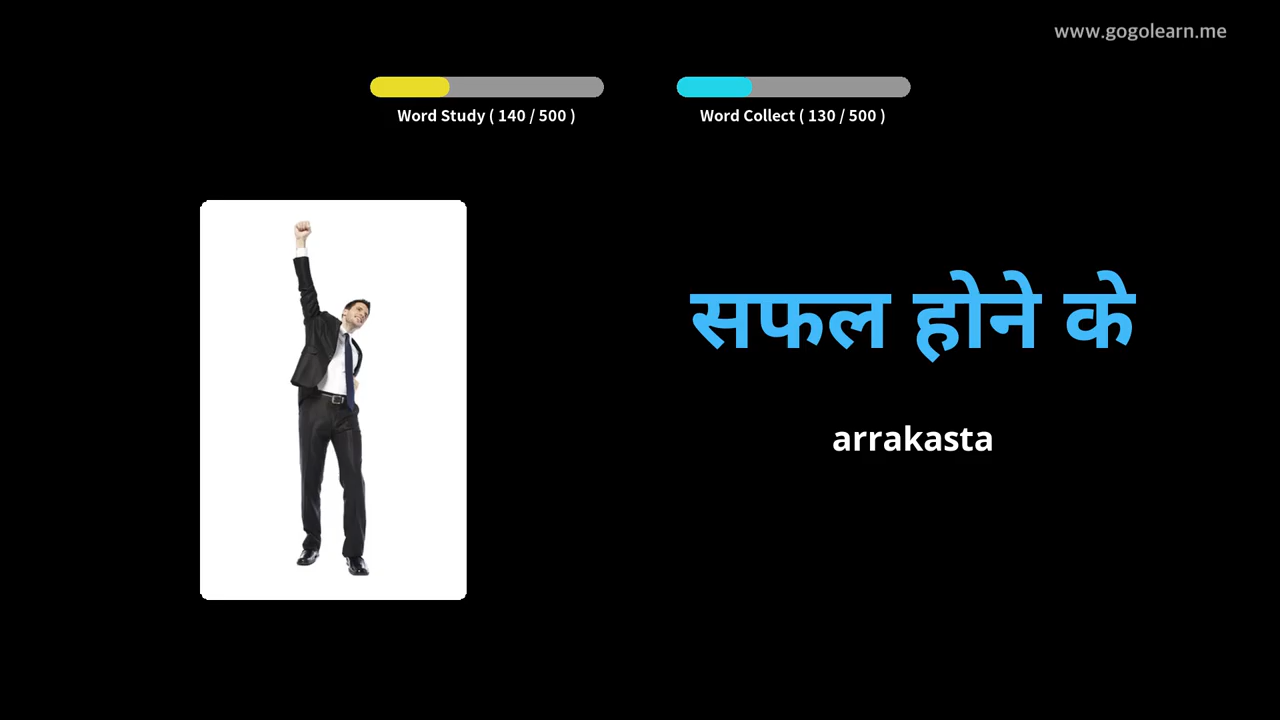 www.gogolearn.me
Word Study ( 140 / 500 )
Word Collect ( 130 / 500 )
सफल होने के
arrakasta